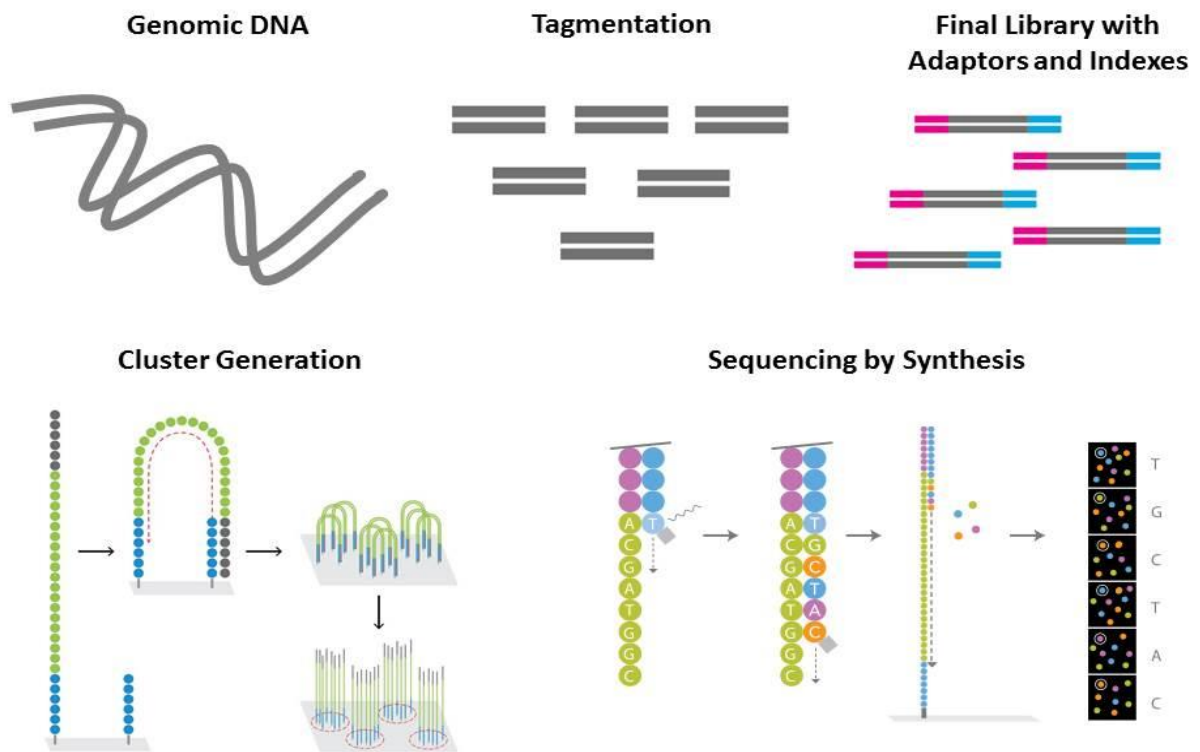 Genomic DNA
Tagmentation
Final Library with
Adaptors and Indexes
Cluster Generation
Sequencing by Synthesis
A T
C
G
A
T
G
G
C
A T
C G
G C
A T
T A
G C
G
C
T
G
C
T
A
C